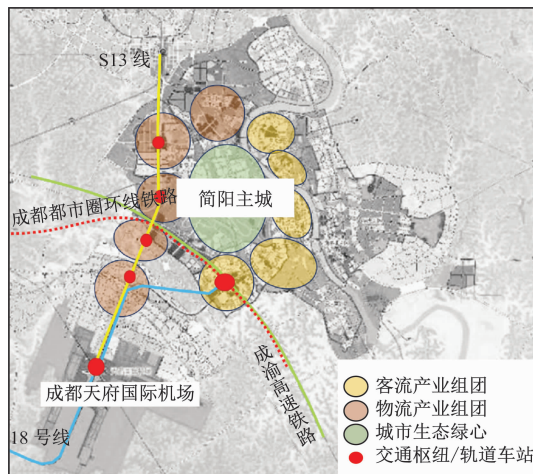 S13 线
成都都市圈环线铁路
简阳主城
成渝高速铁路
成都天府国际机场
18 号线
客流产业组团
物流产业组团
城市生态绿心
交通枢纽/轨道车站